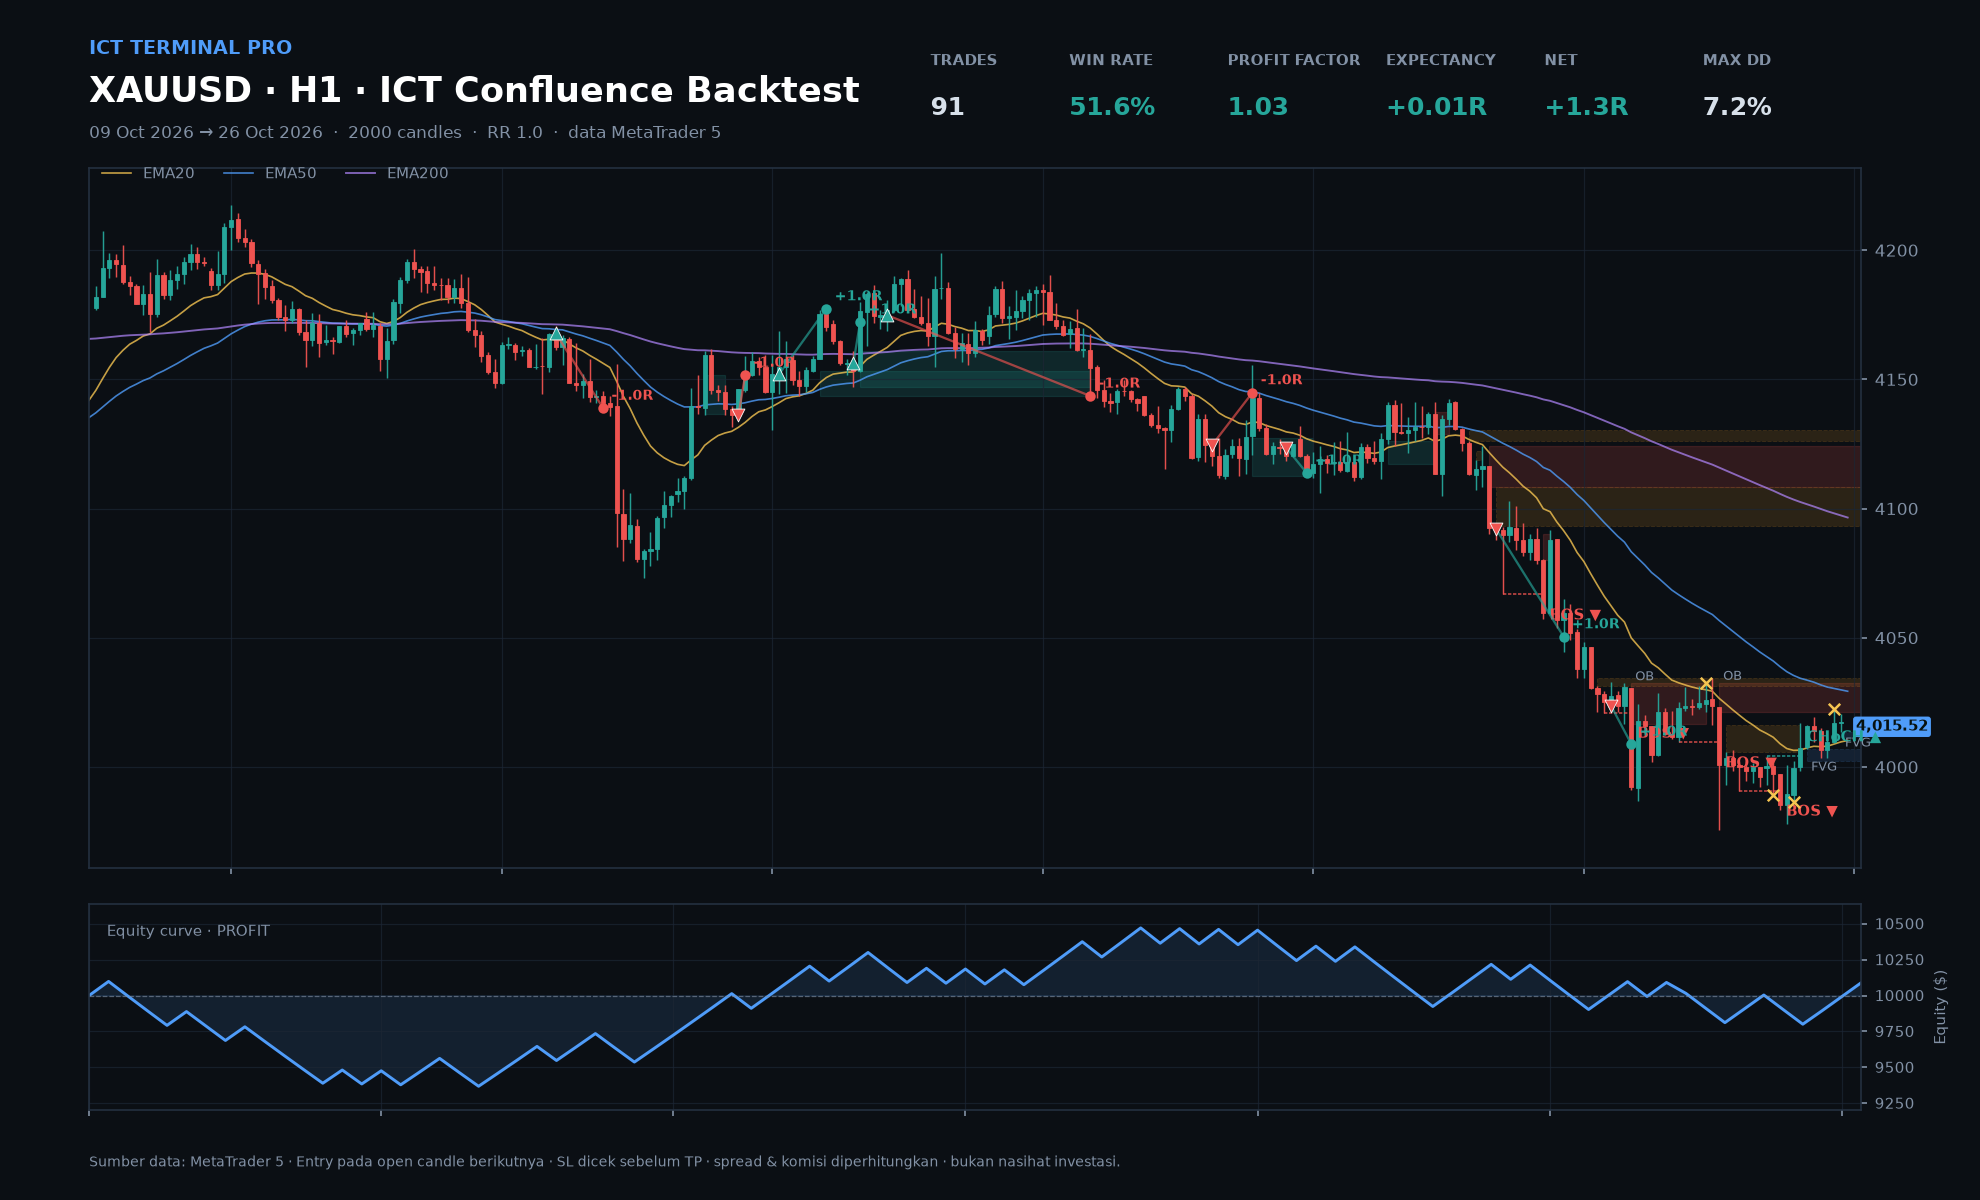 ICT TERMINAL PRO
XAUUSD · H1 · ICT Confluence Backtest
09 Oct 2026 → 26 Oct 2026 · 2000 candles · RR 1.0 · data MetaTrader 5
TRADES WIN RATE PROFIT FACTOR EXPECTANCY NET MAX DD
91 51.6% 1.03 +0.01R +1.3R 7.2%
EMA20 EMA50 EMA200
4200
4150
4100
4050
4000
+1.0R
-1.0R
-1.0R
-1.0R
-1.0R
+1.0R
BOS ▼
+1.0R
OB
OB
4,015.52
BOS ▼
FVG
FVG
BOS ▼
Equity curve · PROFIT
10500
10250
10000
9750
9500
9250
Equity ($)
Sumber data: MetaTrader 5 · Entry pada open candle berikutnya · SL dicek sebelum TP · spread & komisi diperhitungkan · bukan nasihat investasi.